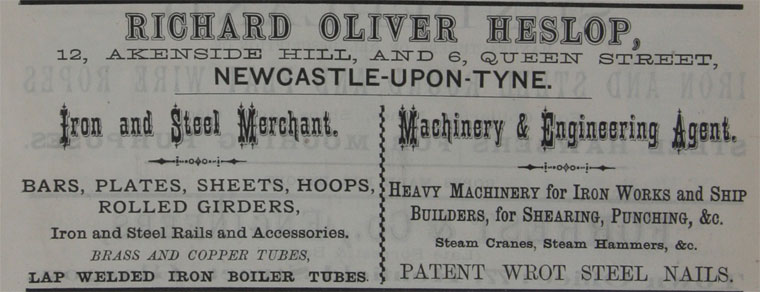 RICHARD OLIVER HESLOP,
12, AKENSIDE HILL, AND 6, QUEEN STREET,
NEWCASTLE-UPON-TYNE.
Iron and Steel Merchant.
BARS, PLATES, SHEETS, HOOPS,
ROLLED GIRDERS,
Iron and Steel Rails and Accessories.
BRASS AND COPPER TUBES,
LAP WELDED IRON BOILER TUBES.
Machinery & Engineering Agent.
HEAVY MACHINERY for IRON WORKS and SHIP
BUILDERS, for SHEARING, PUNCHING, &c.
Steam Cranes, Steam Hammers, &c.
PATENT WROT STEEL NAILS.